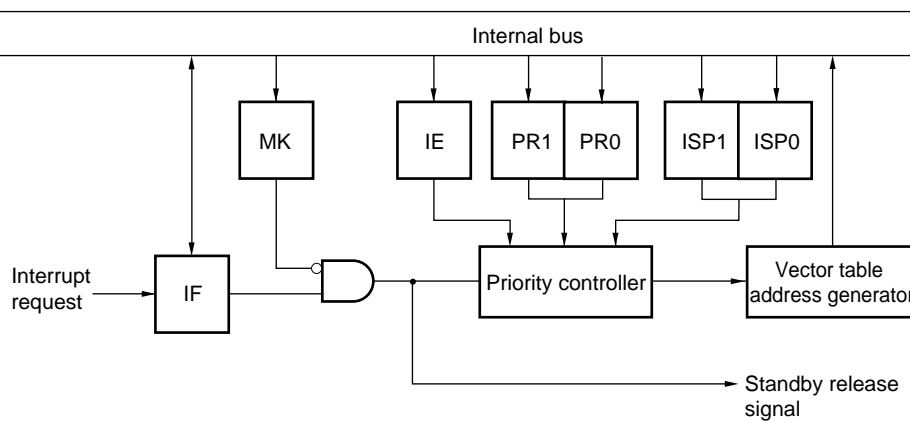 Internal bus
MK
IE
PR1
PR0
ISP1
ISP0
Interrupt
request
IF
Priority controller
Vector table
address generator
Standby release
signal